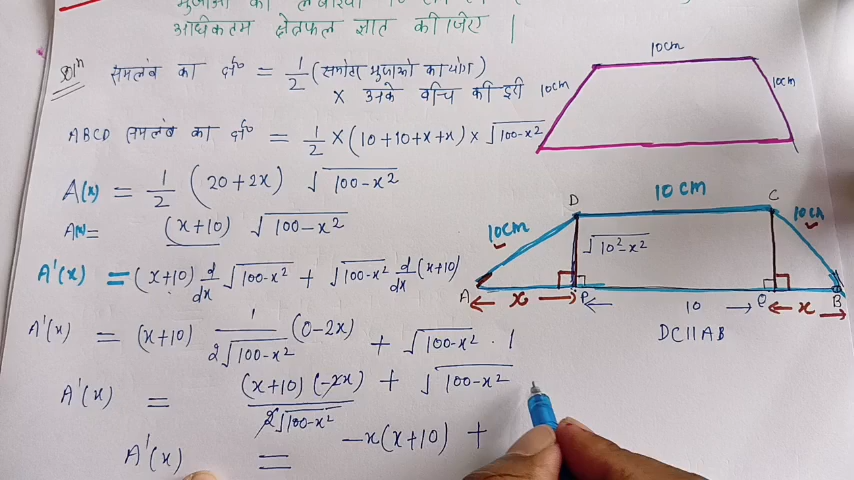 भुजाओं की लंबाइयाँ 10
अधिकतम क्षेत्रफल ज्ञात कीजिए |
Solⁿ समलंब का क्षे० = 1/2 (समांतर भुजाओं का योग)
× उनके बीच की दूरी
ABCD समलंब का क्षे० = 1/2 × (10+10+x+x) × √(100-x²)
A(x) = 1/2 (20+2x) √(100-x²)
A(x) = (x+10) √(100-x²)
A'(x) = (x+10) d/dx √(100-x²) + √(100-x²) d/dx (x+10)
A'(x) = (x+10) 1/(2√(100-x²)) (0-2x) + √(100-x²) · 1
A'(x) = (x+10)(-2x)/(2√(100-x²)) + √(100-x²)
A'(x) = -x(x+10) +
10cm
10cm
10cm
10cm
D
C
10cm
10cm
√(10²-x²)
A
P
Q
B
x
10
x
DC||AB